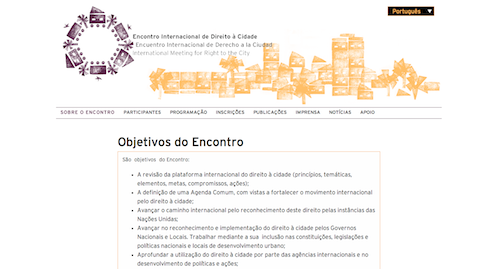 Português
Encontro Internacional de Direito à Cidade
Encuentro Internacional de Derecho a la Ciudad
International Meeting for Right to the City
SOBRE O ENCONTRO PARTICIPANTES PROGRAMAÇÃO INSCRIÇÕES PUBLICAÇÕES IMPRENSA NOTÍCIAS APOIO
Objetivos do Encontro
São objetivos do Encontro:
• A revisão da plataforma internacional do direito à cidade (princípios, temáticas,
elementos, metas, compromissos, ações);
• A definição de uma Agenda Comum, com vistas a fortalecer o movimento internacional
pelo direito à cidade;
• Avançar o caminho internacional pelo reconhecimento deste direito pelas instâncias das
Nações Unidas;
• Avançar no reconhecimento e implementação do direito à cidade pelos Governos
Nacionais e Locais. Trabalhar mediante a sua inclusão nas constituições, legislações e
políticas nacionais e locais de desenvolvimento urbano;
• Aprofundar a utilização do direito à cidade por parte das agências internacionais e no
desenvolvimento de políticas e ações;